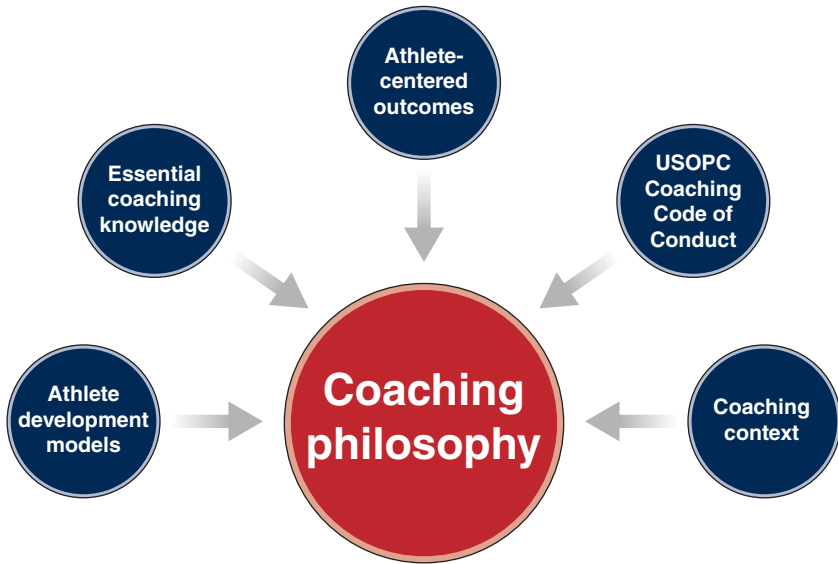 Athlete-
centered
outcomes
Essential
coaching
knowledge
USOPC
Coaching
Code of
Conduct
Athlete
development
models
Coaching
philosophy
Coaching
context